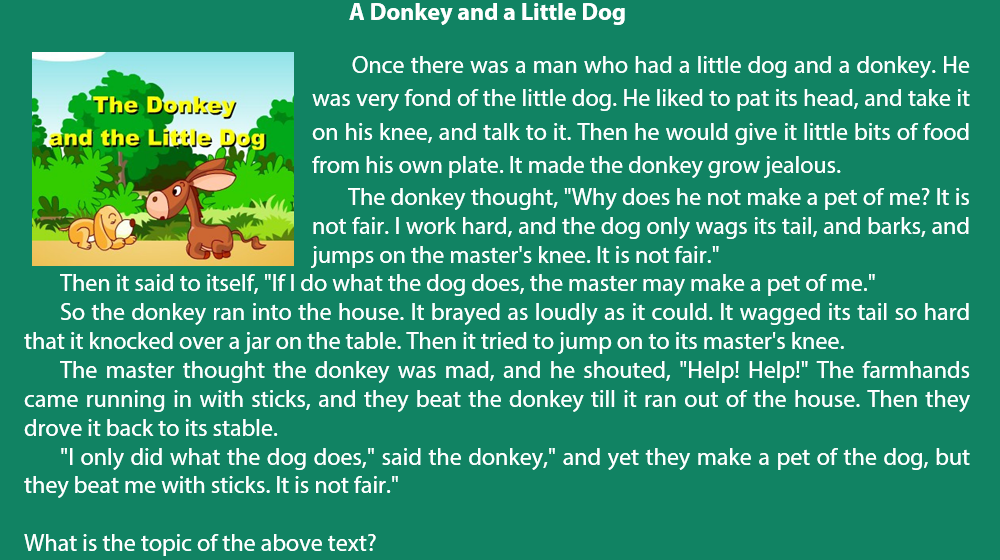 A Donkey and a Little Dog
The Donkey
and the Little Dog
Once there was a man who had a little dog and a donkey. He
was very fond of the little dog. He liked to pat its head, and take it
on his knee, and talk to it. Then he would give it little bits of food
from his own plate. It made the donkey grow jealous.
The donkey thought, "Why does he not make a pet of me? It is
not fair. I work hard, and the dog only wags its tail, and barks, and
jumps on the master's knee. It is not fair."
Then it said to itself, "If I do what the dog does, the master may make a pet of me."
So the donkey ran into the house. It brayed as loudly as it could. It wagged its tail so hard
that it knocked over a jar on the table. Then it tried to jump on to its master's knee.
The master thought the donkey was mad, and he shouted, "Help! Help!" The farmhands
came running in with sticks, and they beat the donkey till it ran out of the house. Then they
drove it back to its stable.
"I only did what the dog does," said the donkey," and yet they make a pet of the dog, but
they beat me with sticks. It is not fair."
What is the topic of the above text?